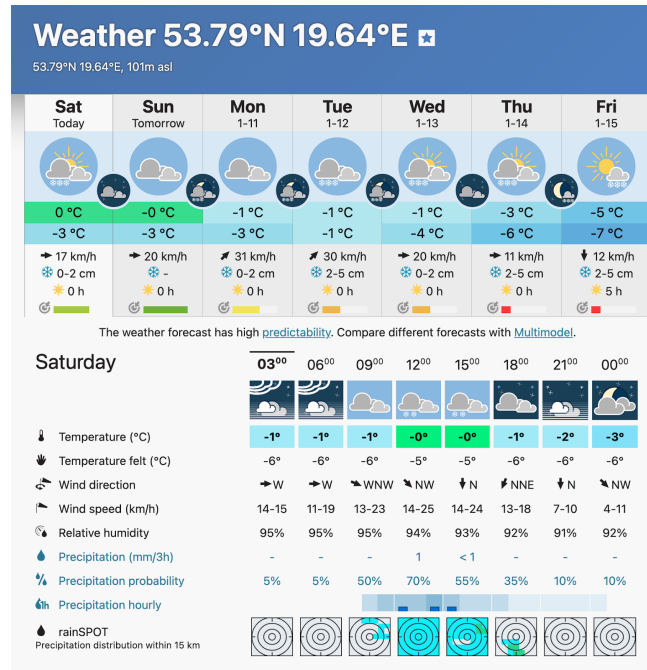 Weather 53.79°N 19.64°E
53.79°N 19.64°E, 101m asl
Sat Sun Mon Tue Wed Thu Fri
Today Tomorrow 1-11 1-12 1-13 1-14 1-15
0 °C -0 °C -1 °C -1 °C -1 °C -3 °C -5 °C
-3 °C -3 °C -3 °C -1 °C -4 °C -6 °C -7 °C
17 km/h 20 km/h 31 km/h 30 km/h 20 km/h 11 km/h 12 km/h
0-2 cm - 0-2 cm 2-5 cm 0-2 cm 2-5 cm 2-5 cm
0 h 0 h 0 h 0 h 0 h 0 h 5 h
The weather forecast has high predictability. Compare different forecasts with Multimodel.
Saturday 03⁰⁰ 06⁰⁰ 09⁰⁰ 12⁰⁰ 15⁰⁰ 18⁰⁰ 21⁰⁰ 00⁰⁰
Temperature (°C) -1° -1° -1° -0° -0° -1° -2° -3°
Temperature felt (°C) -6° -6° -6° -5° -5° -6° -6° -6°
Wind direction W W WNW NW N NNE N NW
Wind speed (km/h) 14-15 11-19 13-23 14-25 14-24 13-18 7-10 4-11
Relative humidity 95% 95% 95% 94% 93% 92% 91% 92%
Precipitation (mm/3h) - - - 1 < 1 - - -
% Precipitation probability 5% 5% 50% 70% 55% 35% 10% 10%
1h Precipitation hourly
rainSPOT
Precipitation distribution within 15 km